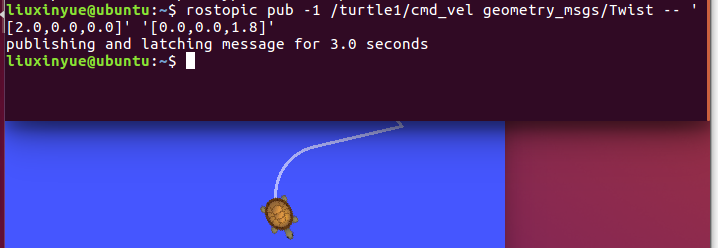 liuxinyue@ubuntu:~$ rostopic pub -1 /turtle1/cmd_vel geometry_msgs/Twist -- '
[2.0,0.0,0.0]' '[0.0,0.0,1.8]'
publishing and latching message for 3.0 seconds
liuxinyue@ubuntu:~$